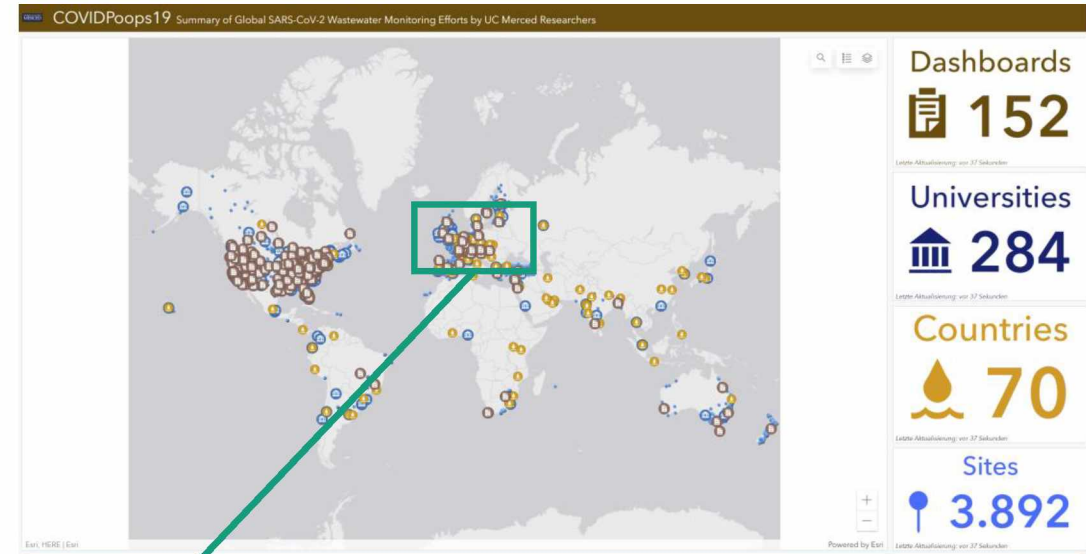 COVIDPoops19 Summary of Global SARS-CoV-2 Wastewater Monitoring Efforts by UC Merced Researchers
Dashboards
152
Letzte Aktualisierung: vor 37 Sekunden
Universities
284
Letzte Aktualisierung: vor 37 Sekunden
Countries
70
Letzte Aktualisierung: vor 37 Sekunden
Sites
3.892
Letzte Aktualisierung: vor 37 Sekunden
Esri, HERE | Esri
Powered by Esri